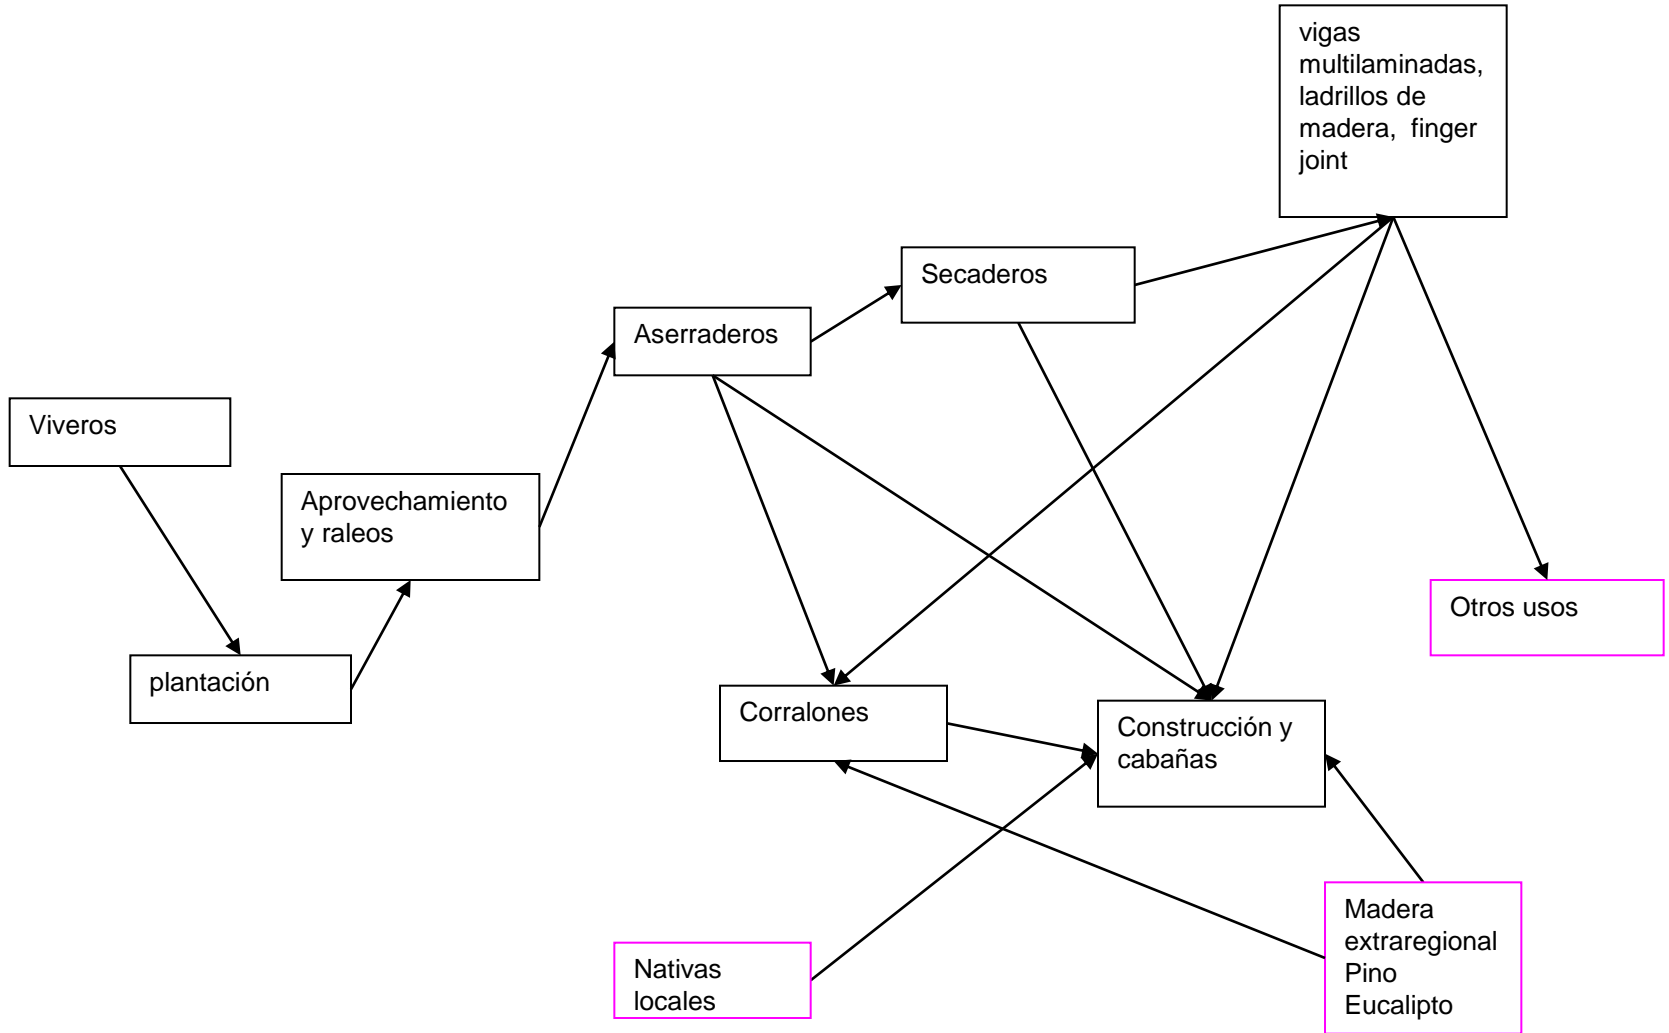 vigas
multilaminadas,
ladrillos de
madera, finger
joint
Secaderos
Aserraderos
Viveros
Aprovechamiento
y raleos
Otros usos
plantación
Corralones
Construcción y
cabañas
Madera
extraregional
Pino
Eucalipto
Nativas
locales